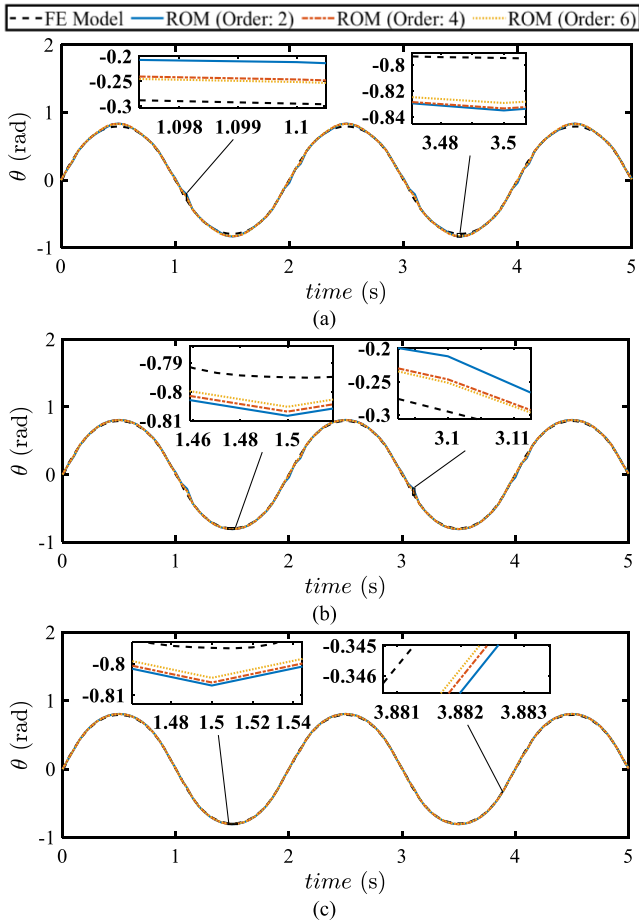 FE Model ROM (Order: 2) ROM (Order: 4) ROM (Order: 6)
2
1
0
-1
θ (rad)
-0.2
-0.25
-0.3
1.098 1.099 1.1
-0.8
-0.82
-0.84
3.48 3.5
0 1 2 3 4 5
time (s)
(a)
2
1
0
-1
θ (rad)
-0.79
-0.8
-0.81
1.46 1.48 1.5
-0.2
-0.25
-0.3
3.1 3.11
0 1 2 3 4 5
time (s)
(b)
2
1
0
-1
θ (rad)
-0.8
-0.81
1.48 1.5 1.52 1.54
-0.345
-0.346
3.881 3.882 3.883
0 1 2 3 4 5
time (s)
(c)